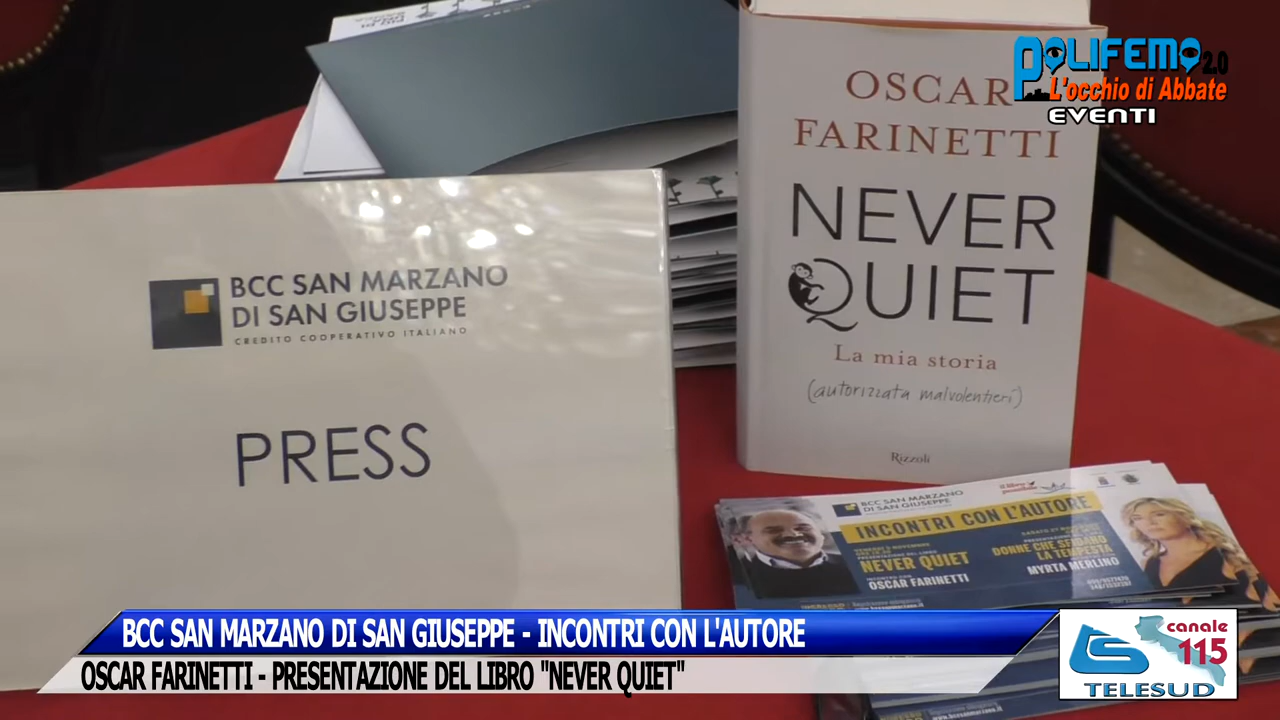 POLIFEMO 2.0
L'occhio di Abbate
EVENTI
OSCAR
FARINETTI
NEVER
QUIET
La mia storia
(autorizzata malvolentieri)
Rizzoli
BCC SAN MARZANO
DI SAN GIUSEPPE
CREDITO COOPERATIVO ITALIANO
PRESS
BCC SAN MARZANO
DI SAN GIUSEPPE
INCONTRI CON L'AUTORE
NEVER QUIET
INCONTRO CON
OSCAR FARINETTI
DONNE CHE SFIDANO
LA TEMPESTA
MYRTA MERLINO
BCC SAN MARZANO DI SAN GIUSEPPE - INCONTRI CON L'AUTORE
OSCAR FARINETTI - PRESENTAZIONE DEL LIBRO "NEVER QUIET"
canale
115
TELESUD